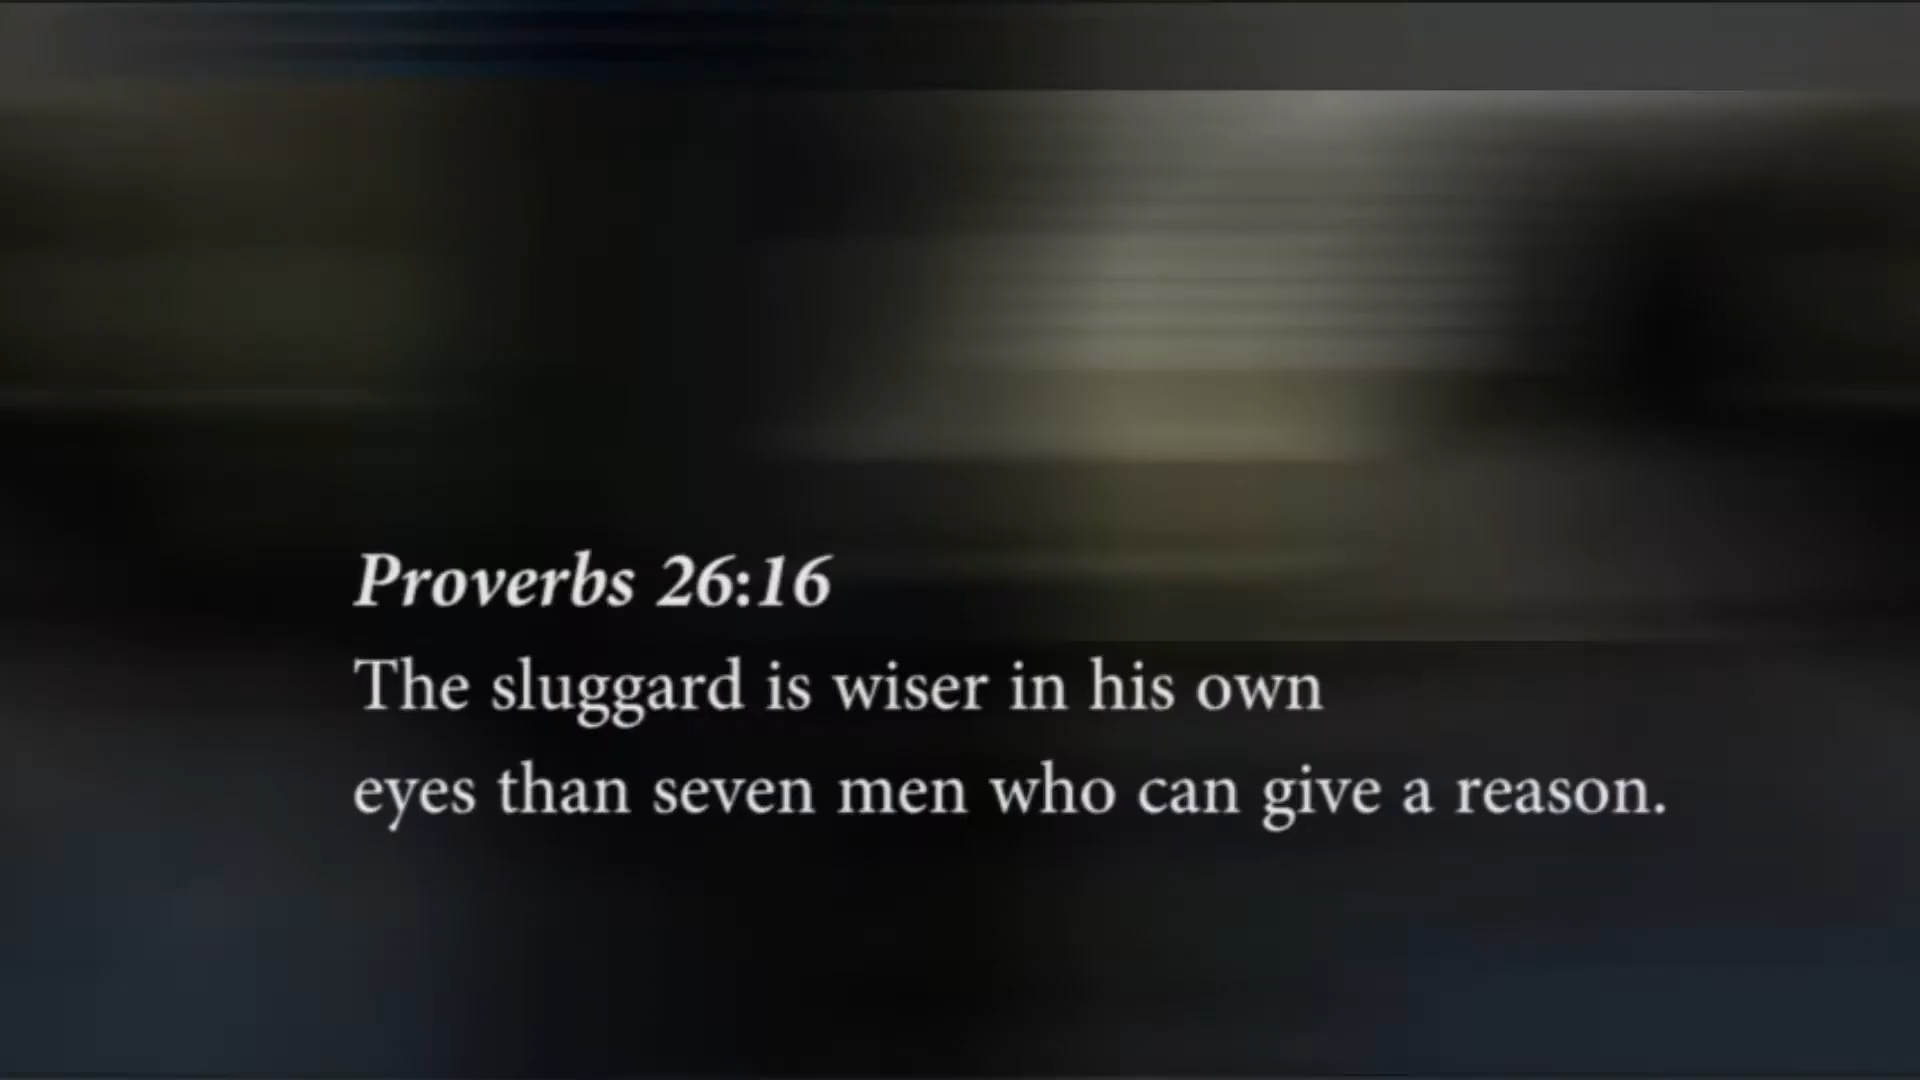 Proverbs 26:16
The sluggard is wiser in his own
eyes than seven men who can give a reason.